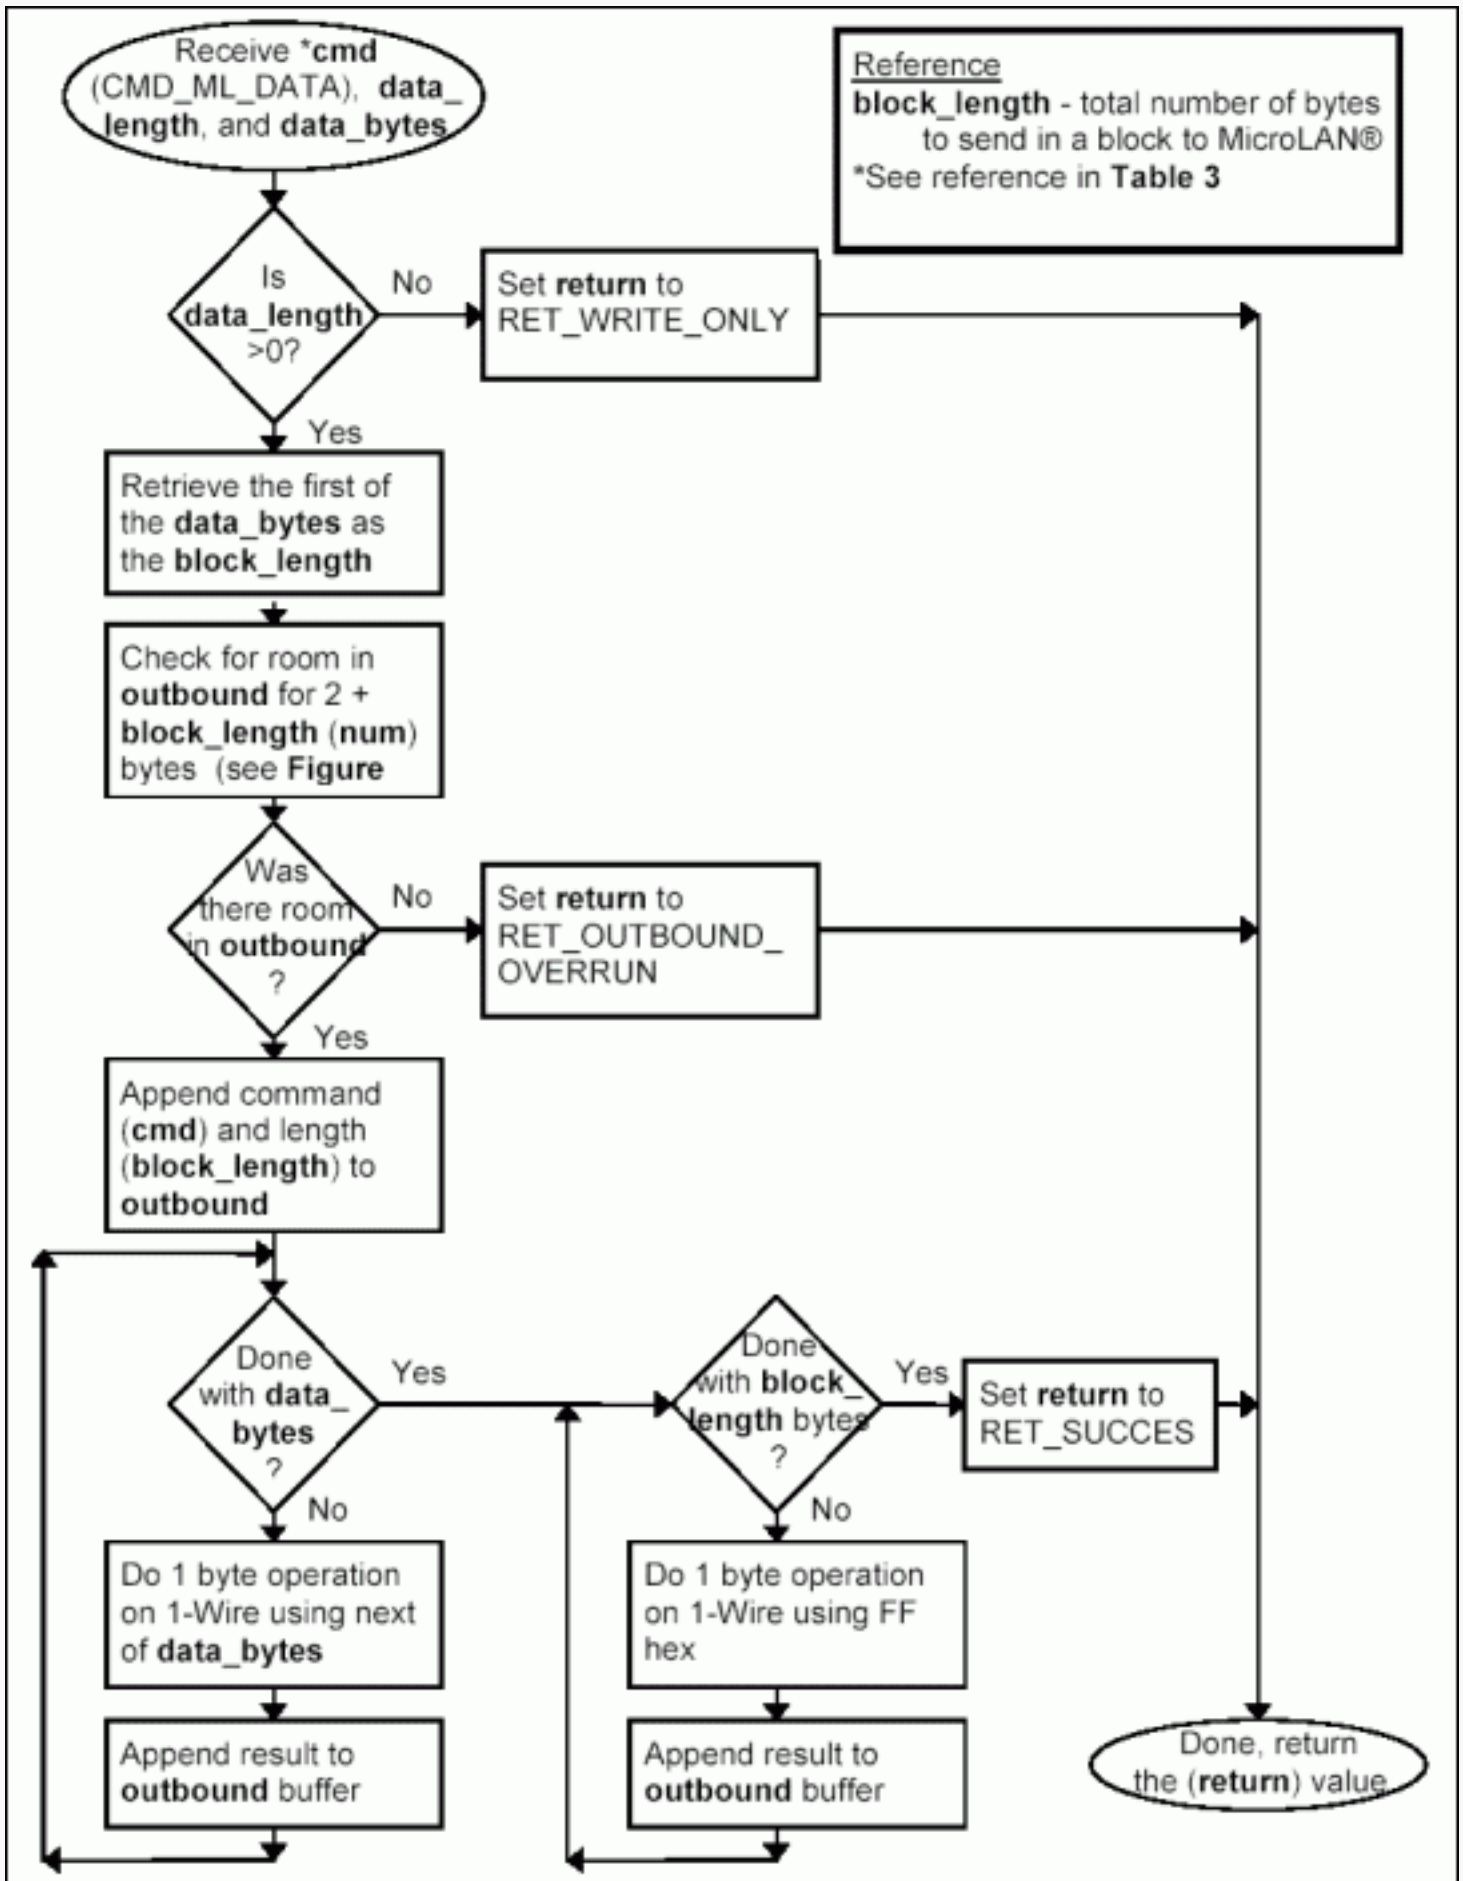 Receive *cmd
(CMD_ML_DATA), data_
length, and data_bytes
Reference
block_length - total number of bytes
to send in a block to MicroLAN®
*See reference in Table 3
Is
data_length
>0?
No
Set return to
RET_WRITE_ONLY
Yes
Retrieve the first of
the data_bytes as
the block_length
Check for room in
outbound for 2 +
block_length (num)
bytes (see Figure
Was
there room
in outbound
?
No
Set return to
RET_OUTBOUND_
OVERRUN
Yes
Append command
(cmd) and length
(block_length) to
outbound
Done
with data_
bytes
?
Yes
Done
with block_
length bytes
?
Yes
Set return to
RET_SUCCES
No
Do 1 byte operation
on 1-Wire using next
of data_bytes
Append result to
outbound buffer
No
Do 1 byte operation
on 1-Wire using FF
hex
Append result to
outbound buffer
Done, return
the (return) value